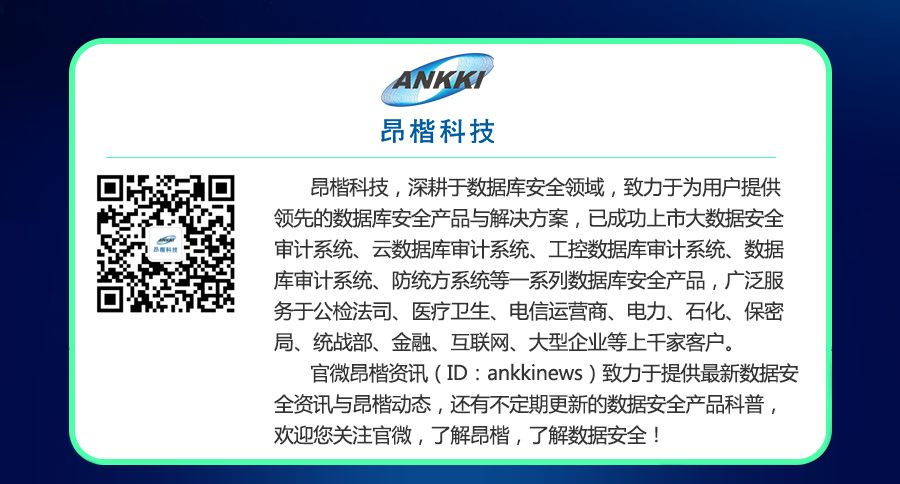 ANKKI
昂楷科技
ANKKI
昂楷科技
昂楷科技，深耕于数据库安全领域，致力于为用户提供
领先的数据库安全产品与解决方案，已成功上市大数据安全
审计系统、云数据库审计系统、工控数据库审计系统、数据
库审计系统、防统方系统等一系列数据库安全产品，广泛服
务于公检法司、医疗卫生、电信运营商、电力、石化、保密
局、统战部、金融、互联网、大型企业等上千家客户。
官微昂楷资讯（ID：ankkinews）致力于提供最新数据安
全资讯与昂楷动态，还有不定期更新的数据安全产品科普，
欢迎您关注官微，了解昂楷，了解数据安全！